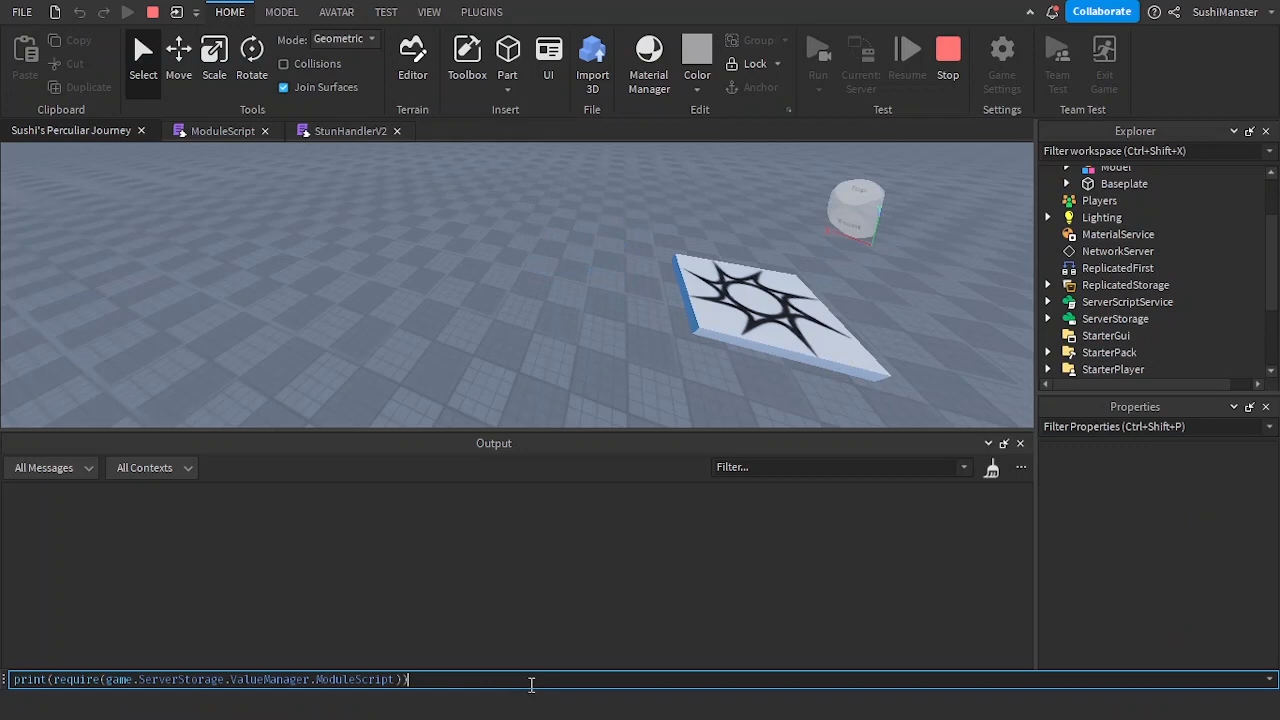 FILE HOME MODEL AVATAR TEST VIEW PLUGINS Collaborate SushiManster
Paste Copy Cut Duplicate Clipboard
Select Move Scale Rotate Mode: Geometric Collisions Join Surfaces Tools
Editor Terrain
Toolbox Part UI Insert
Import 3D File
Material Manager Color Group Lock Anchor Edit
Run Current: Server Resume Stop Test
Game Settings Settings
Team Test Exit Game Team Test
Sushi's Perculiar Journey ModuleScript StunHandlerV2
Explorer
Filter workspace (Ctrl+Shift+X)
Model
Baseplate
Players
Lighting
MaterialService
NetworkServer
ReplicatedFirst
ReplicatedStorage
ServerScriptService
ServerStorage
StarterGui
StarterPack
StarterPlayer
Properties
Filter Properties (Ctrl+Shift+P)
Output
All Messages All Contexts Filter...
print(require(game.ServerStorage.ValueManager.ModuleScript))